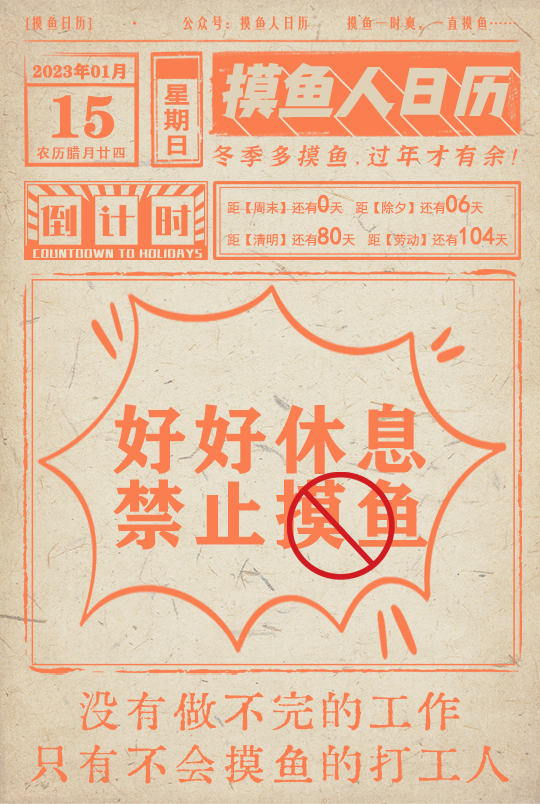 [摸鱼日历] · 公众号：摸鱼人日历 摸鱼一时爽，一直摸鱼……
2023年01月
15
农历腊月廿四
星期日
摸鱼人日历
冬季多摸鱼，过年才有余！
倒计时
COUNTDOWN TO HOLIDAYS
距【周末】还有0天 距【除夕】还有06天
距【清明】还有80天 距【劳动】还有104天
好好休息
禁止摸鱼
没有做不完的工作
只有不会摸鱼的打工人